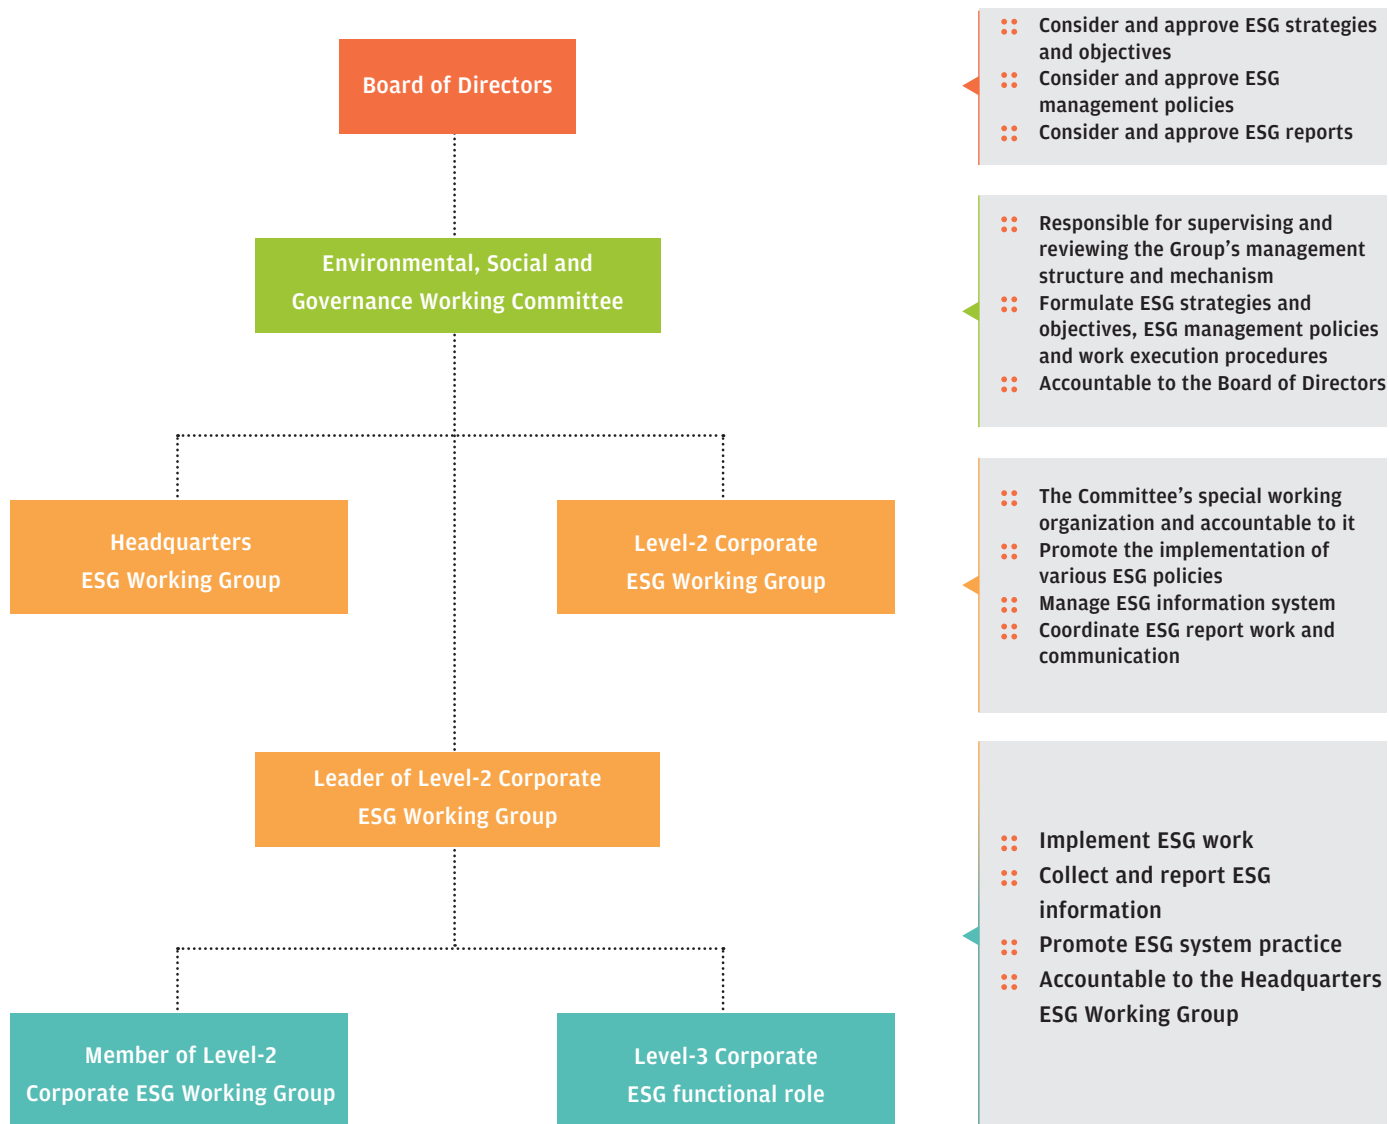 Board of Directors
Consider and approve ESG strategies
and objectives
Consider and approve ESG
management policies
Consider and approve ESG reports
Environmental, Social and
Governance Working Committee
Responsible for supervising and
reviewing the Group’s management
structure and mechanism
Formulate ESG strategies and
objectives, ESG management policies
and work execution procedures
Accountable to the Board of Directors
Headquarters
ESG Working Group
Level-2 Corporate
ESG Working Group
The Committee’s special working
organization and accountable to it
Promote the implementation of
various ESG policies
Manage ESG information system
Coordinate ESG report work and
communication
Leader of Level-2 Corporate
ESG Working Group
Implement ESG work
Collect and report ESG
information
Promote ESG system practice
Accountable to the Headquarters
ESG Working Group
Member of Level-2
Corporate ESG Working Group
Level-3 Corporate
ESG functional role